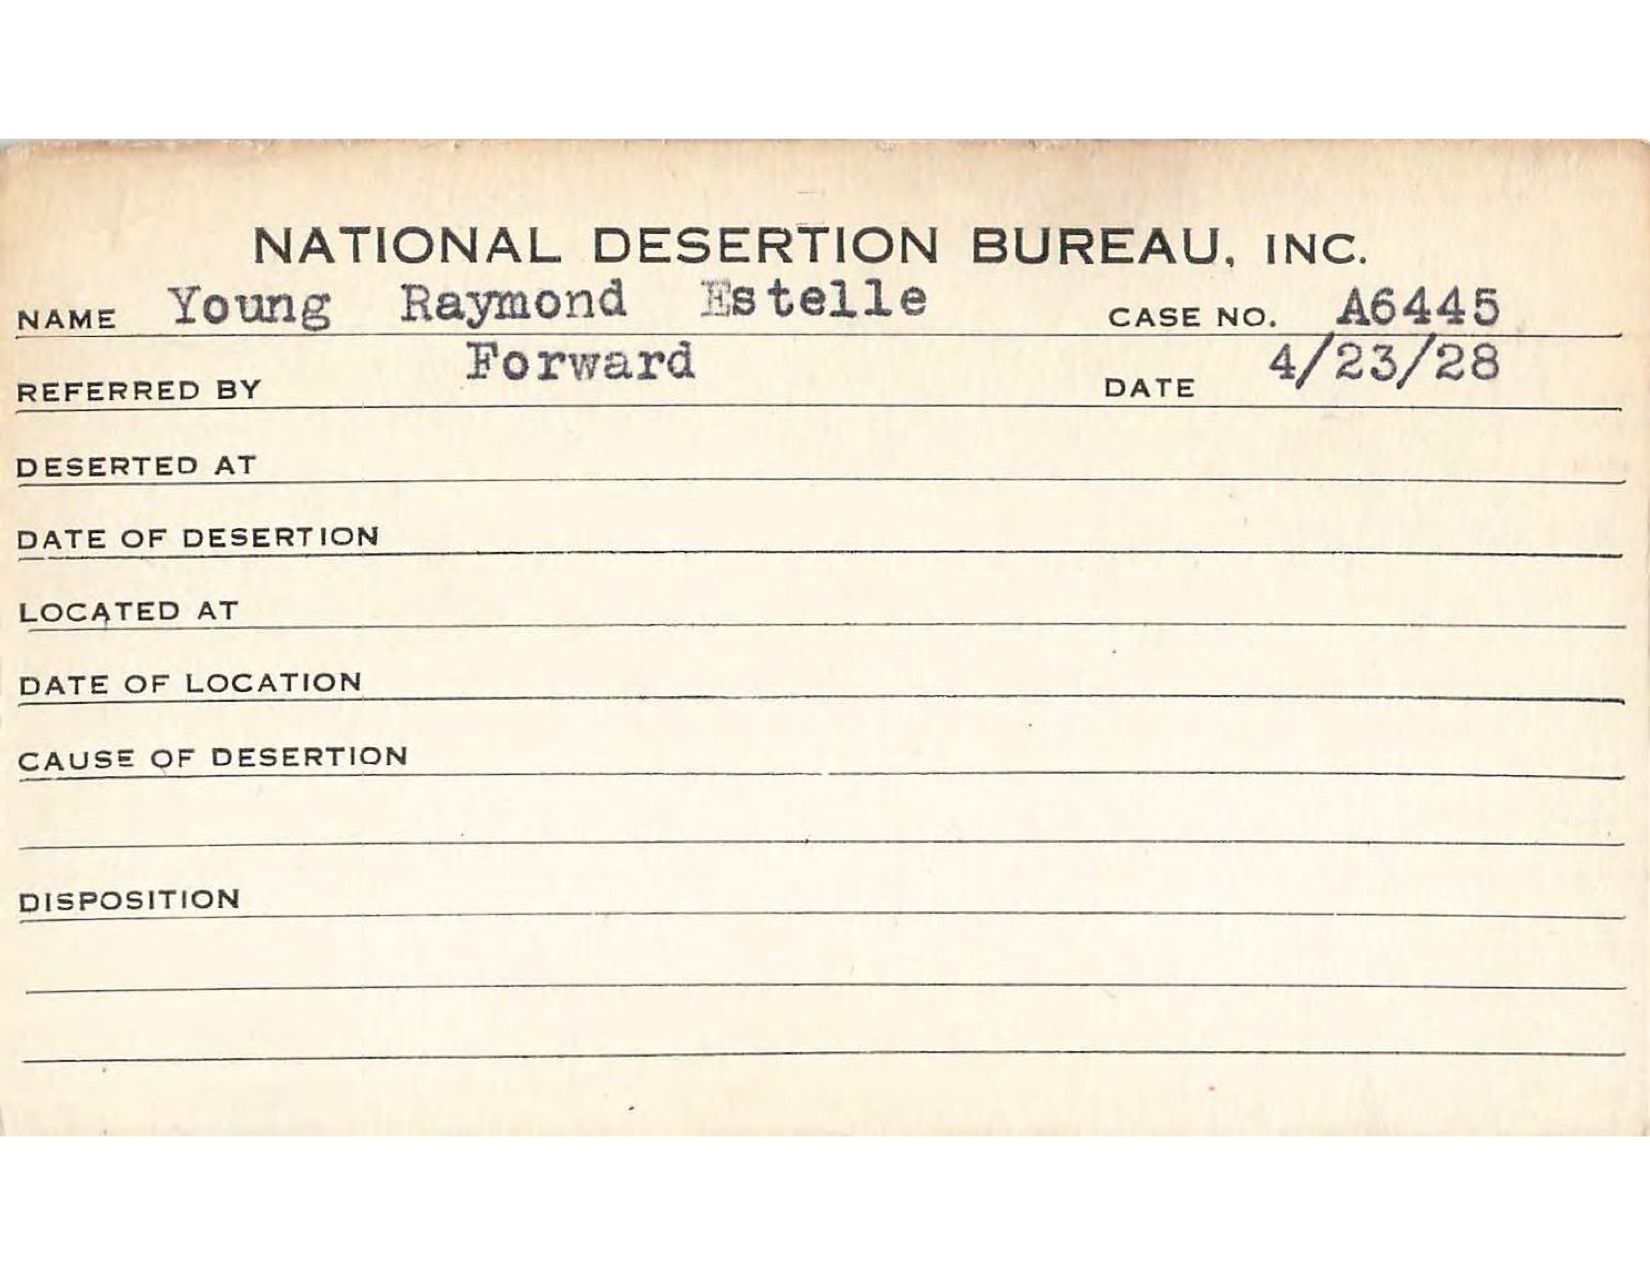 NATIONAL DESERTION BUREAU, INC.
NAME Young Raymond Estelle CASE NO. A6445
REFERRED BY Forward DATE 4/23/28
DESERTED AT
DATE OF DESERTION
LOCATED AT
DATE OF LOCATION
CAUSE OF DESERTION
DISPOSITION